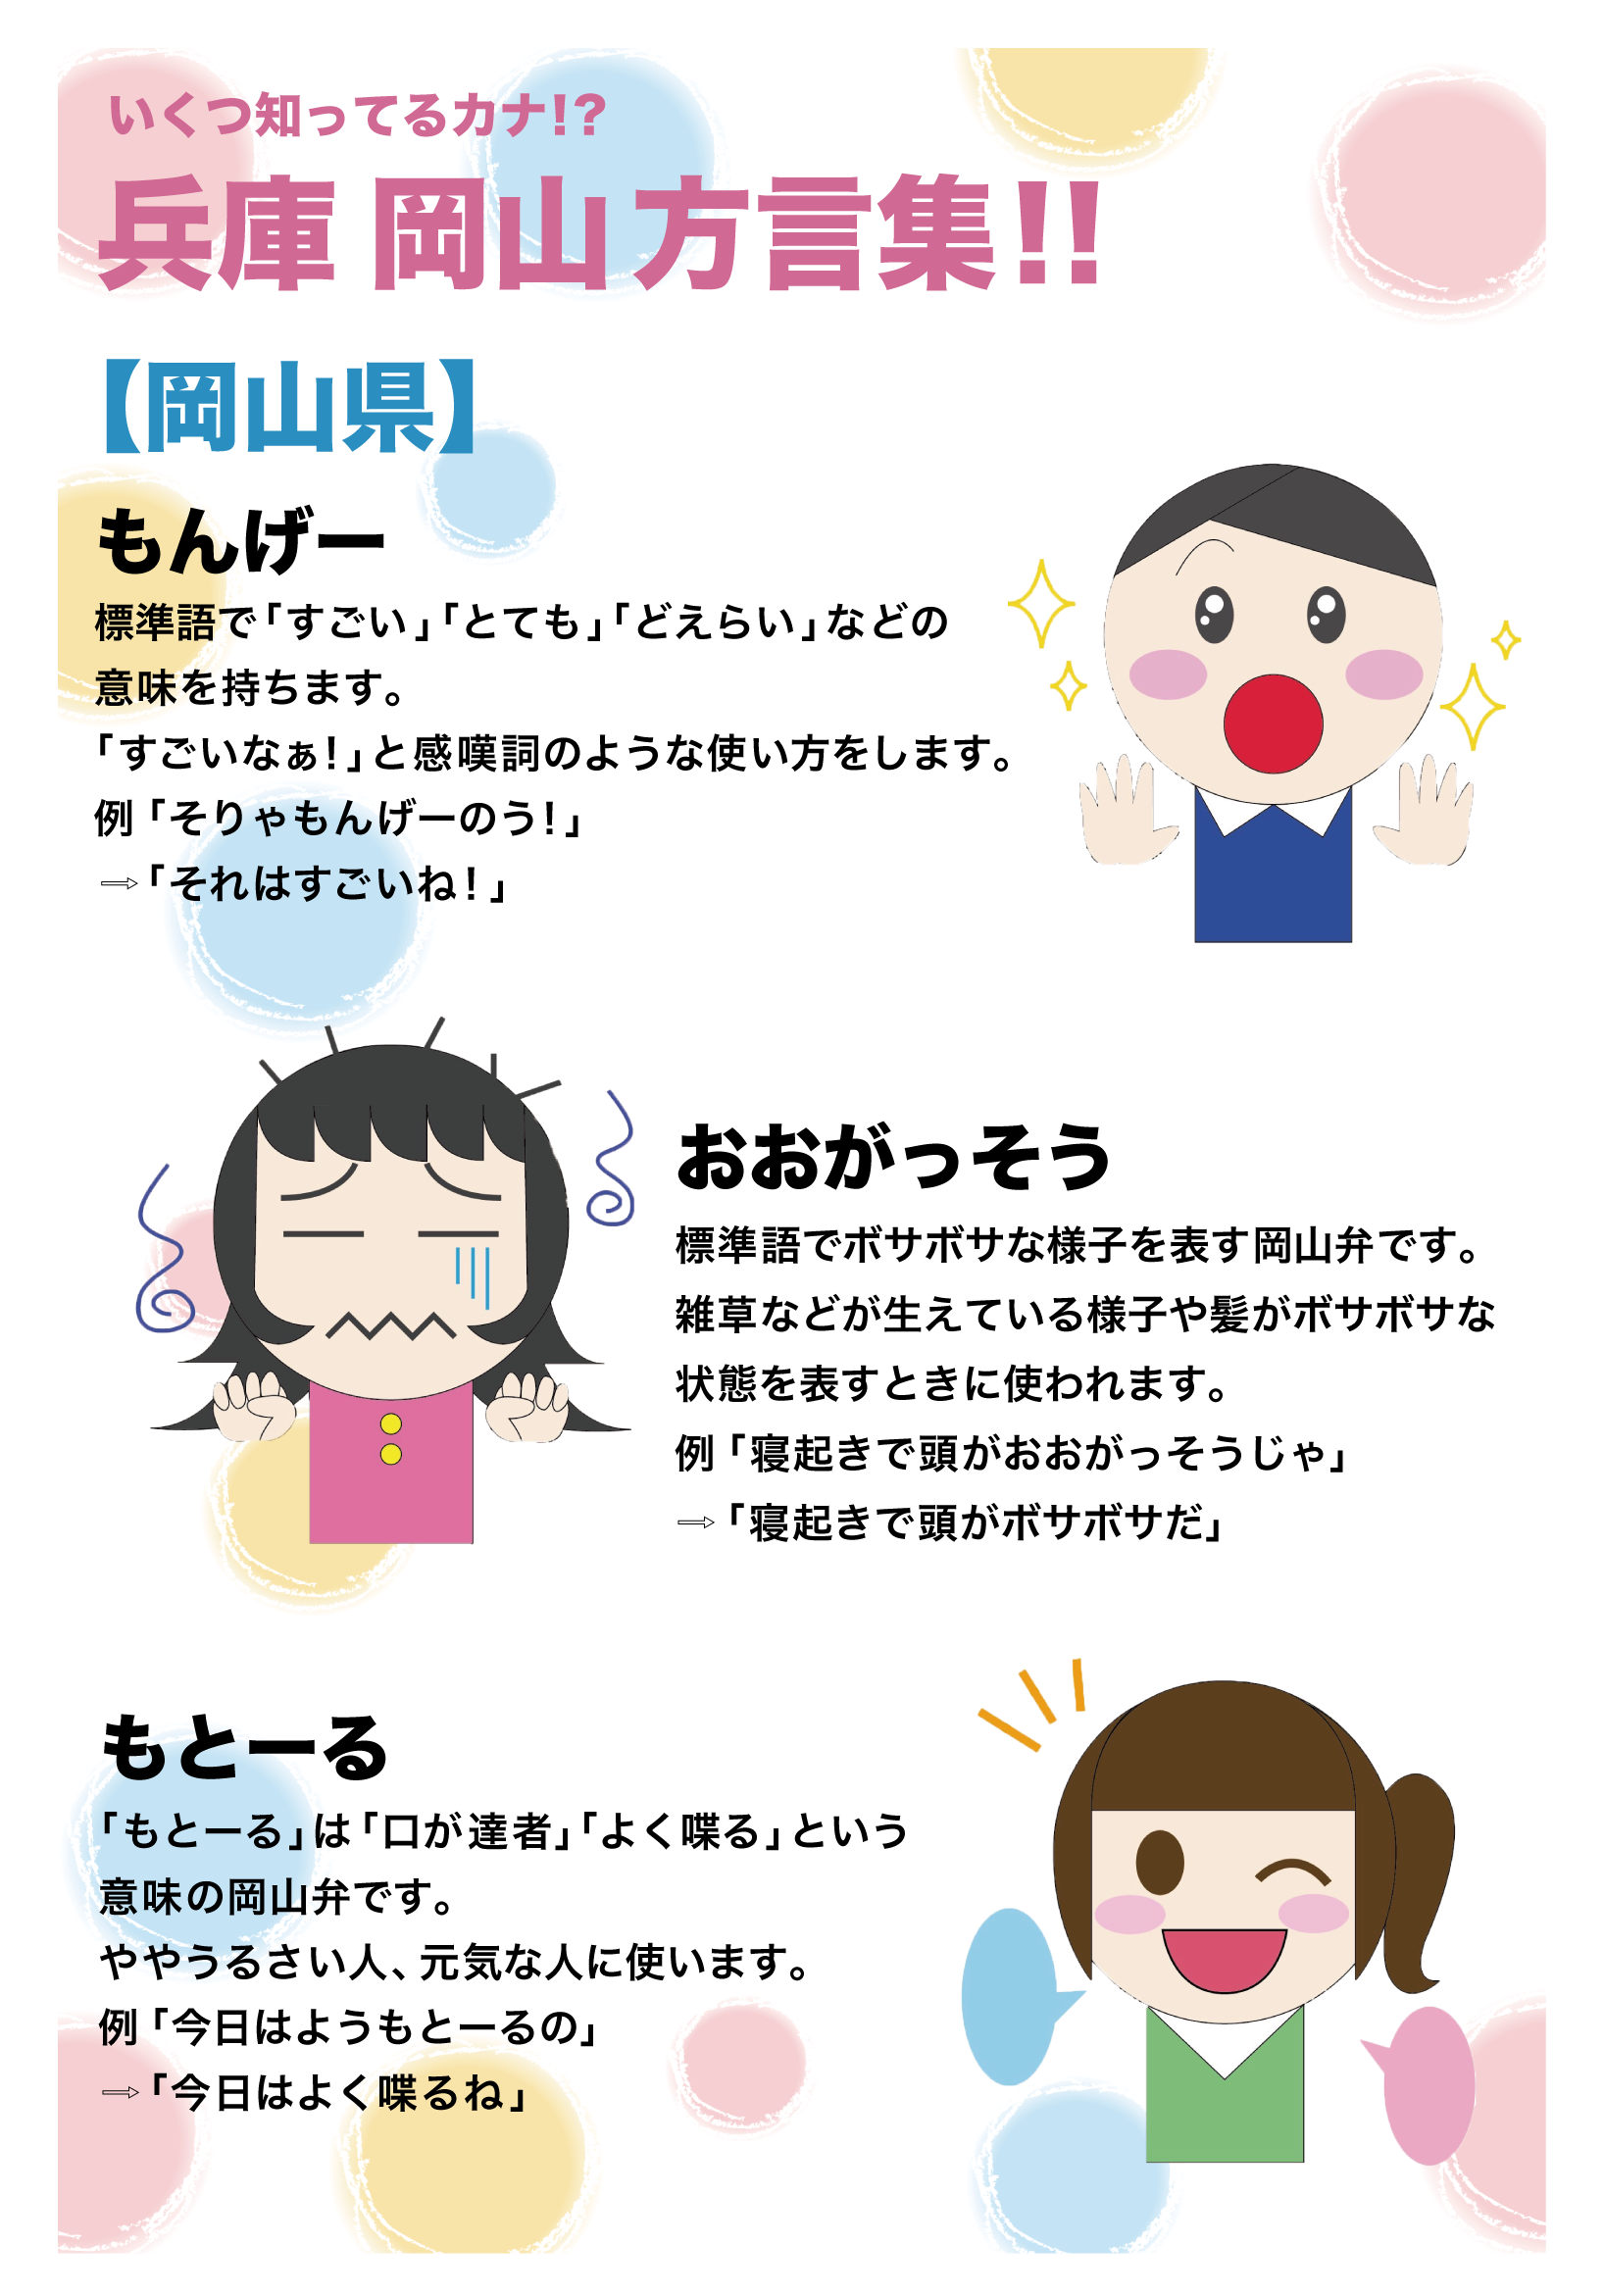 いくつ知ってるカナ!?
兵庫 岡山 方言集!!
【岡山県】
もんげー
標準語で「すごい」「とても」「どえらい」などの
意味を持ちます。
「すごいなぁ!」と感嘆詞のような使い方をします。
例「そりゃもんげーのう!」
⇒「それはすごいね!」
おおがっそう
標準語でボサボサな様子を表す岡山弁です。
雑草などが生えている様子や髪がボサボサな
状態を表すときに使われます。
例「寝起きで頭がおおがっそうじゃ」
⇒「寝起きで頭がボサボサだ」
もとーる
「もとーる」は「口が達者」「よく喋る」という
意味の岡山弁です。
ややうるさい人、元気な人に使います。
例「今日はようもとーるの」
⇒「今日はよく喋るね」